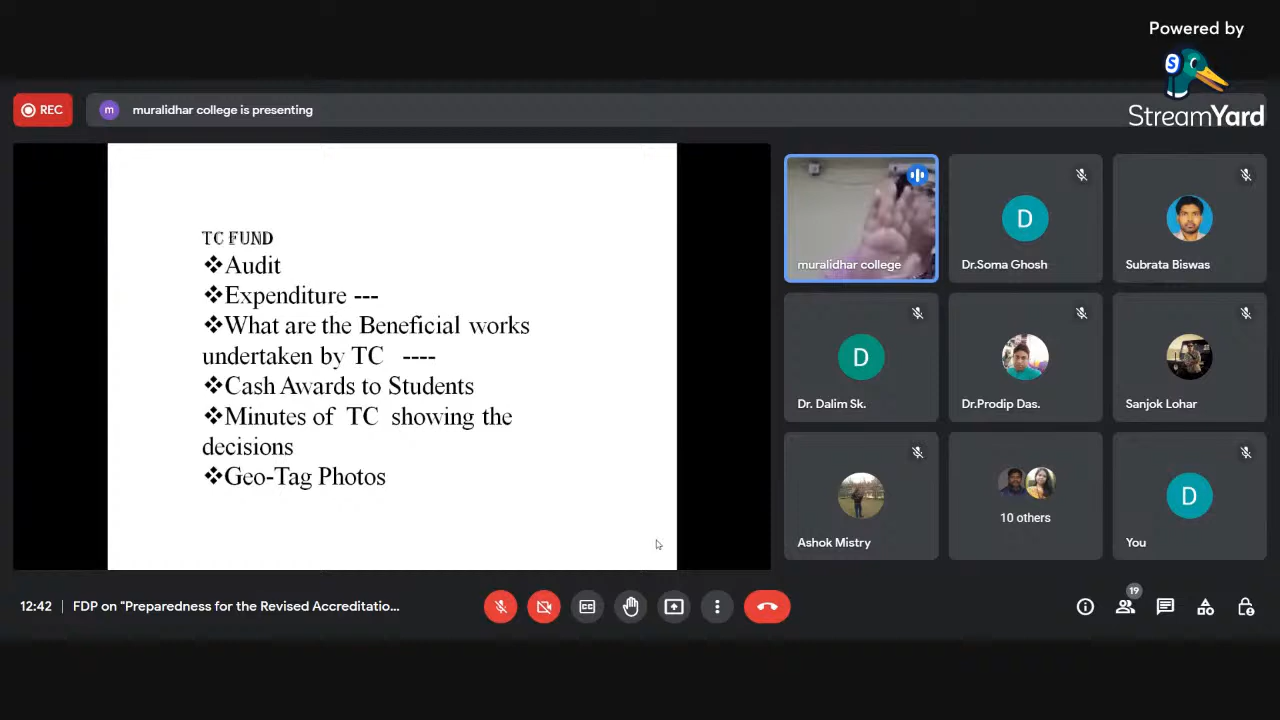 Powered by
StreamYard
REC
m
muralidhar college is presenting
TC FUND
❖Audit
❖Expenditure ---
❖What are the Beneficial works
undertaken by TC ----
❖Cash Awards to Students
❖Minutes of TC showing the
decisions
❖Geo-Tag Photos
muralidhar college
D
Dr.Soma Ghosh
Subrata Biswas
D
Dr. Dalim Sk.
Dr.Prodip Das.
Sanjok Lohar
Ashok Mistry
10 others
D
You
12:42
FDP on "Preparedness for the Revised Accreditatio...
19